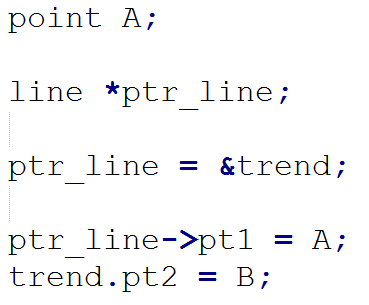 point A;
line *ptr_line;
ptr_line = &trend;
ptr_line->pt1 = A;
trend.pt2 = B;